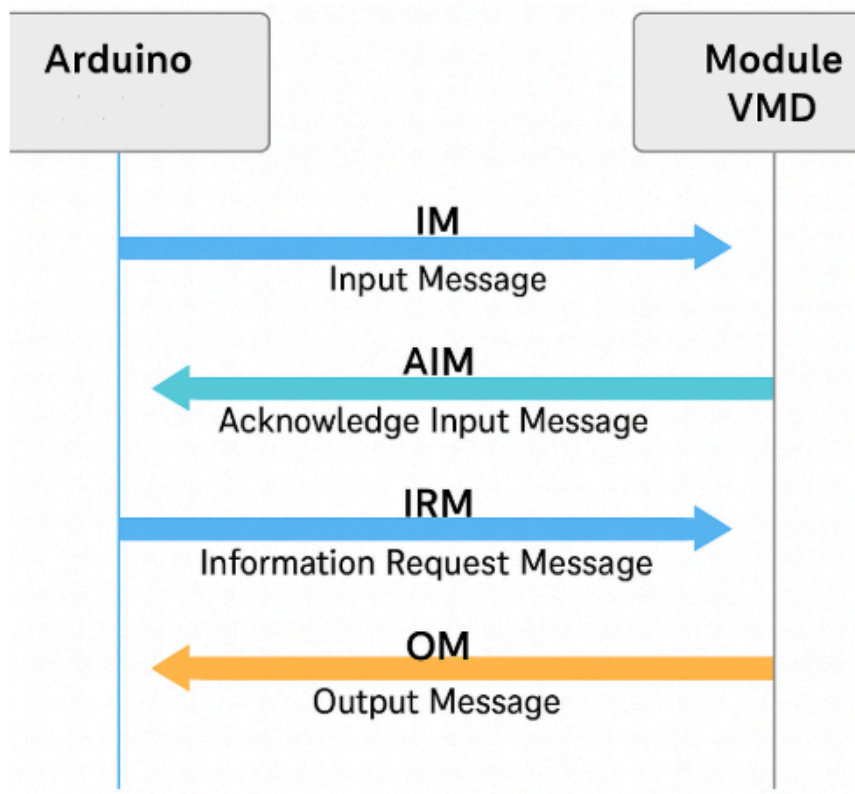 Arduino
Module
VMD
IM
Input Message
AIM
Acknowledge Input Message
IRM
Information Request Message
OM
Output Message